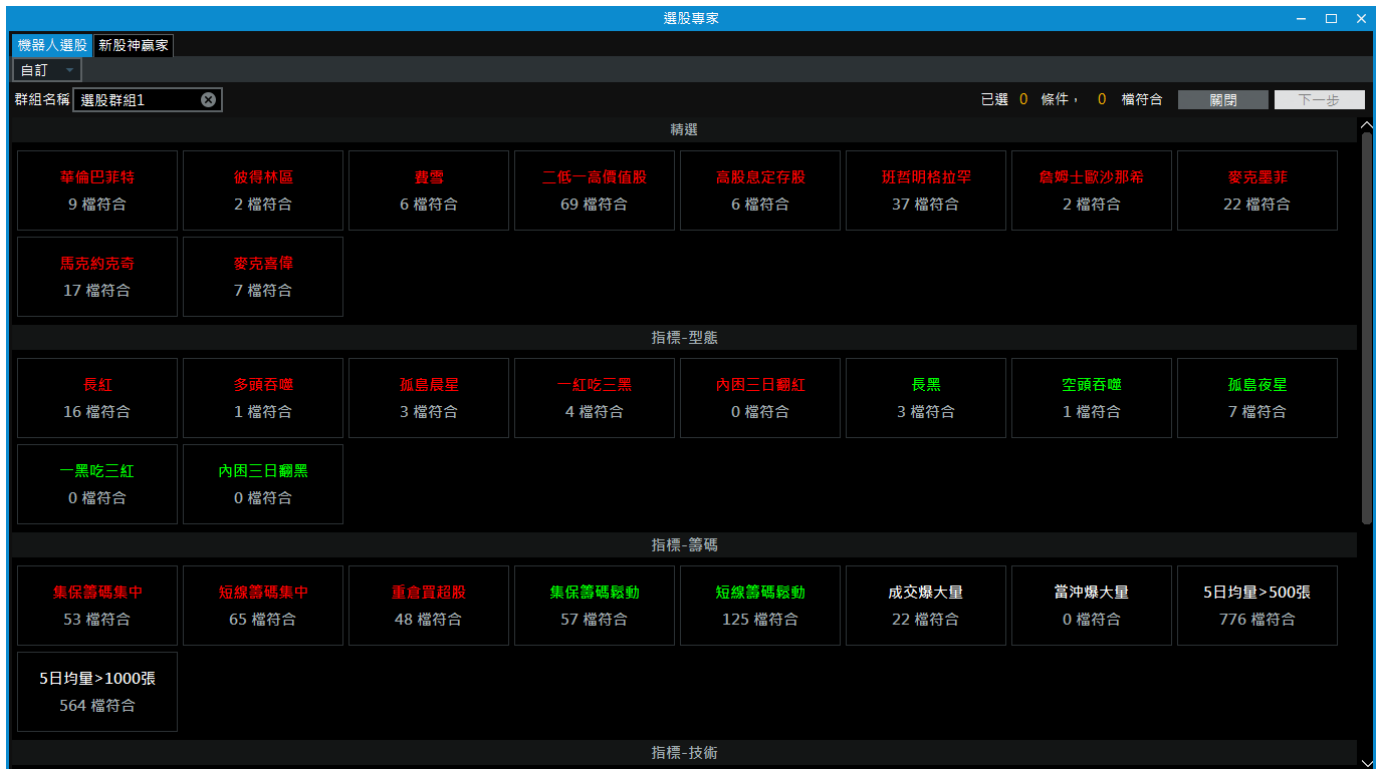 選股專家
機器人選股 新股神贏家
自訂
群組名稱 選股群組1 已選 0 條件， 0 檔符合 關閉 下一步
精選
華倫巴菲特 彼得林區 費雪 二低一高價值股 高股息定存股 班哲明格拉罕 詹姆士歐沙那希 麥克墨菲
9 檔符合 2 檔符合 6 檔符合 69 檔符合 6 檔符合 37 檔符合 2 檔符合 22 檔符合
馬克約克奇 麥克喜偉
17 檔符合 7 檔符合
指標-型態
長紅 多頭吞噬 孤島晨星 一紅吃三黑 內困三日翻紅 長黑 空頭吞噬 孤島夜星
16 檔符合 1 檔符合 3 檔符合 4 檔符合 0 檔符合 3 檔符合 1 檔符合 7 檔符合
一黑吃三紅 內困三日翻黑
0 檔符合 0 檔符合
指標-籌碼
集保籌碼集中 短線籌碼集中 重倉買超股 集保籌碼鬆動 短線籌碼鬆動 成交爆大量 當沖爆大量 5日均量>500張
53 檔符合 65 檔符合 48 檔符合 57 檔符合 125 檔符合 22 檔符合 0 檔符合 776 檔符合
5日均量>1000張
564 檔符合
指標-技術